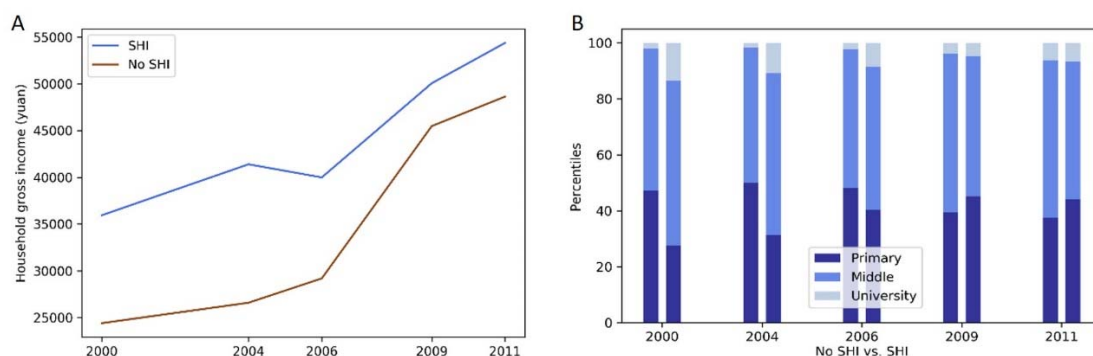 A
SHI
No SHI
55000
50000
45000
40000
35000
30000
25000
Household gross income (yuan)
2000 2004 2006 2009 2011
B
100
80
60
40
20
0
Percentiles
Primary
Middle
University
2000 2004 2006 2009 2011
No SHI vs. SHI